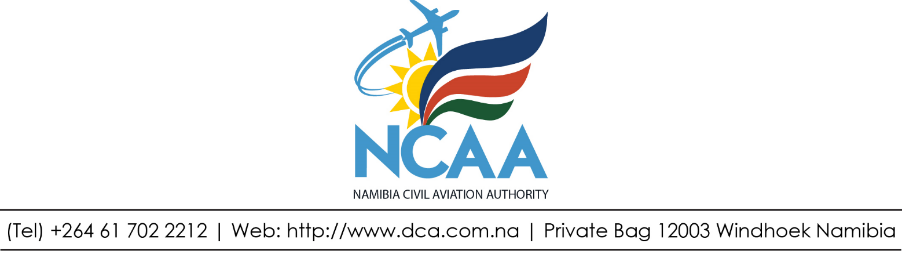 NCAA
NAMIBIA CIVIL AVIATION AUTHORITY
(Tel) +264 61 702 2212 | Web: http://www.dca.com.na | Private Bag 12003 Windhoek Namibia